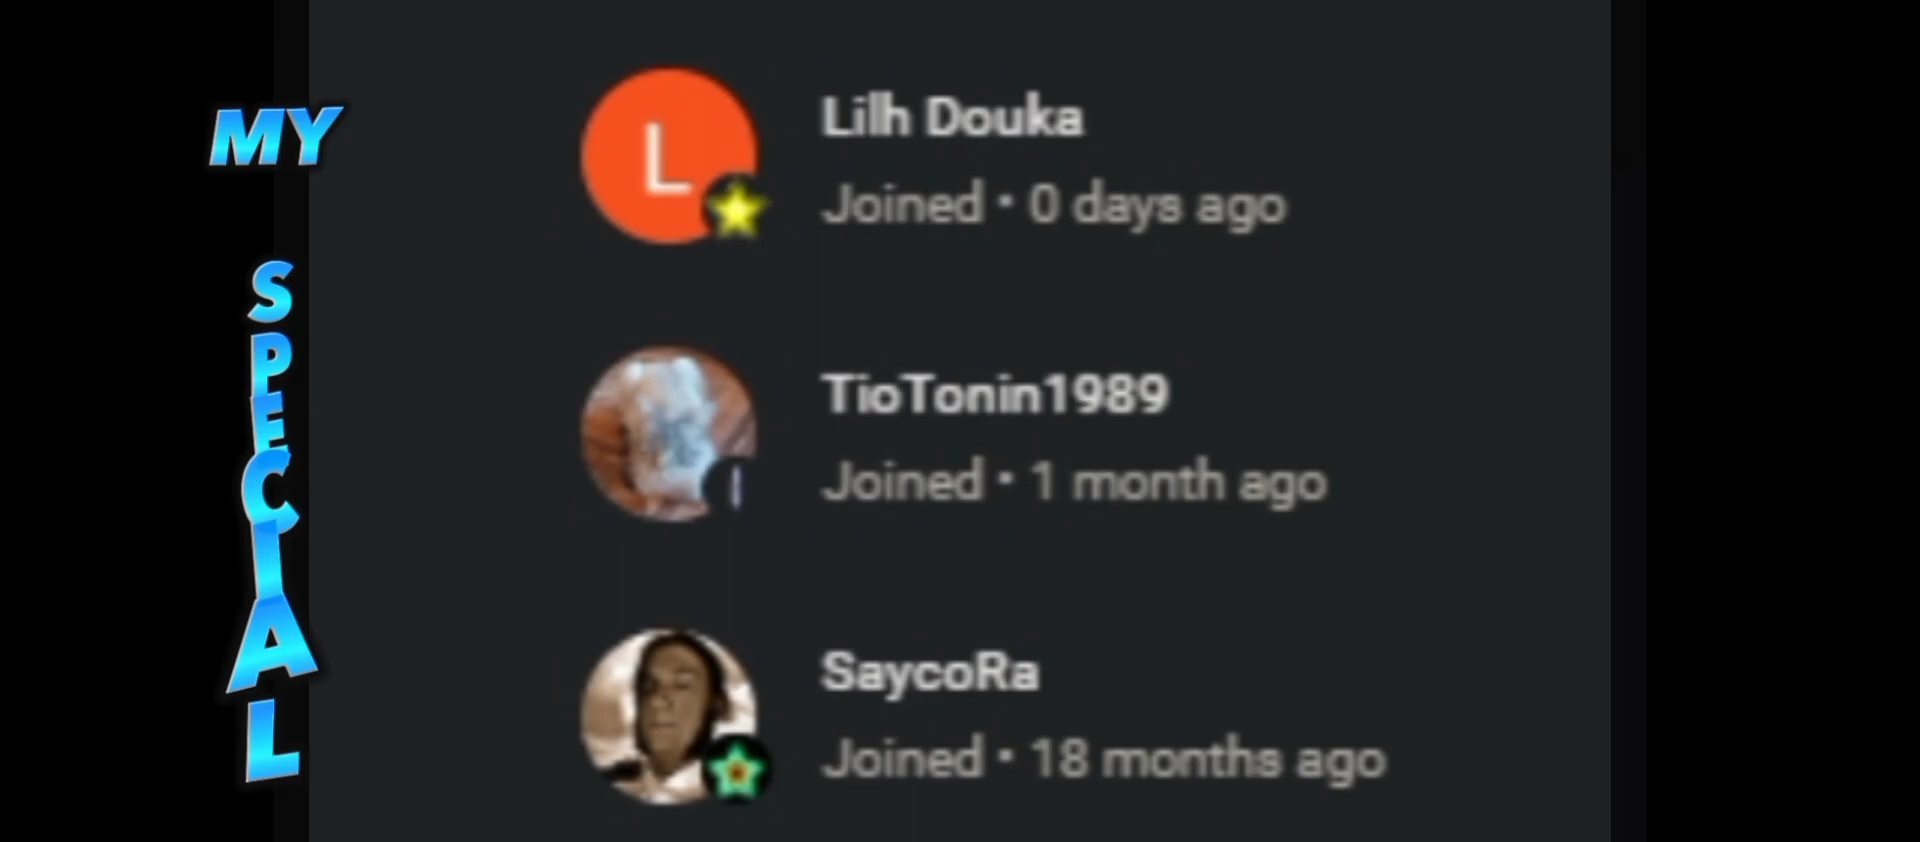 MY
SPECIAL
L
Lilh Douka
Joined • 0 days ago
TioTonin1989
Joined • 1 month ago
SaycoRa
Joined • 18 months ago